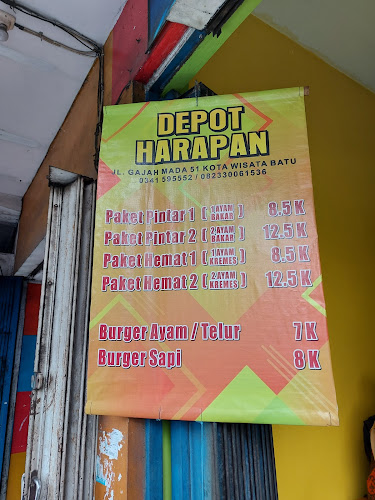 DEPOT
HARAPAN
JL. GAJAH MADA 51 KOTA WISATA BATU
0341 595552 / 082330061536
Paket Pintar 1 ( 1 AYAM BAKAR ) 8.5 K
Paket Pintar 2 ( 2 AYAM BAKAR ) 12.5 K
Paket Hemat 1 ( 1 AYAM KREMES ) 8.5 K
Paket Hemat 2 ( 2 AYAM KREMES ) 12.5 K
Burger Ayam / Telur 7 K
Burger Sapi 8 K